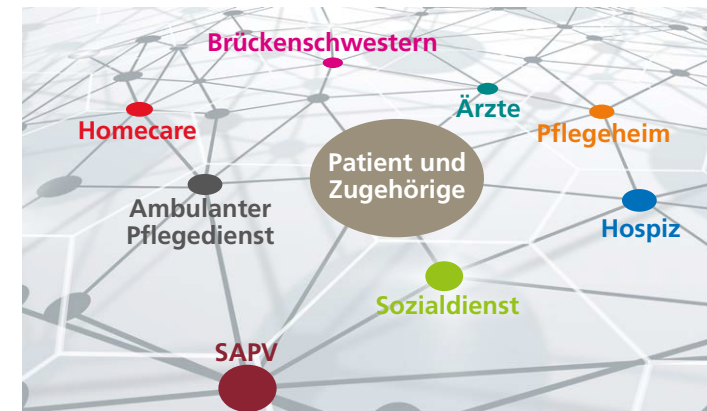 Brückenschwestern
Ärzte
Homecare
Pflegeheim
Patient und
Zugehörige
Ambulanter
Pflegedienst
Hospiz
Sozialdienst
SAPV